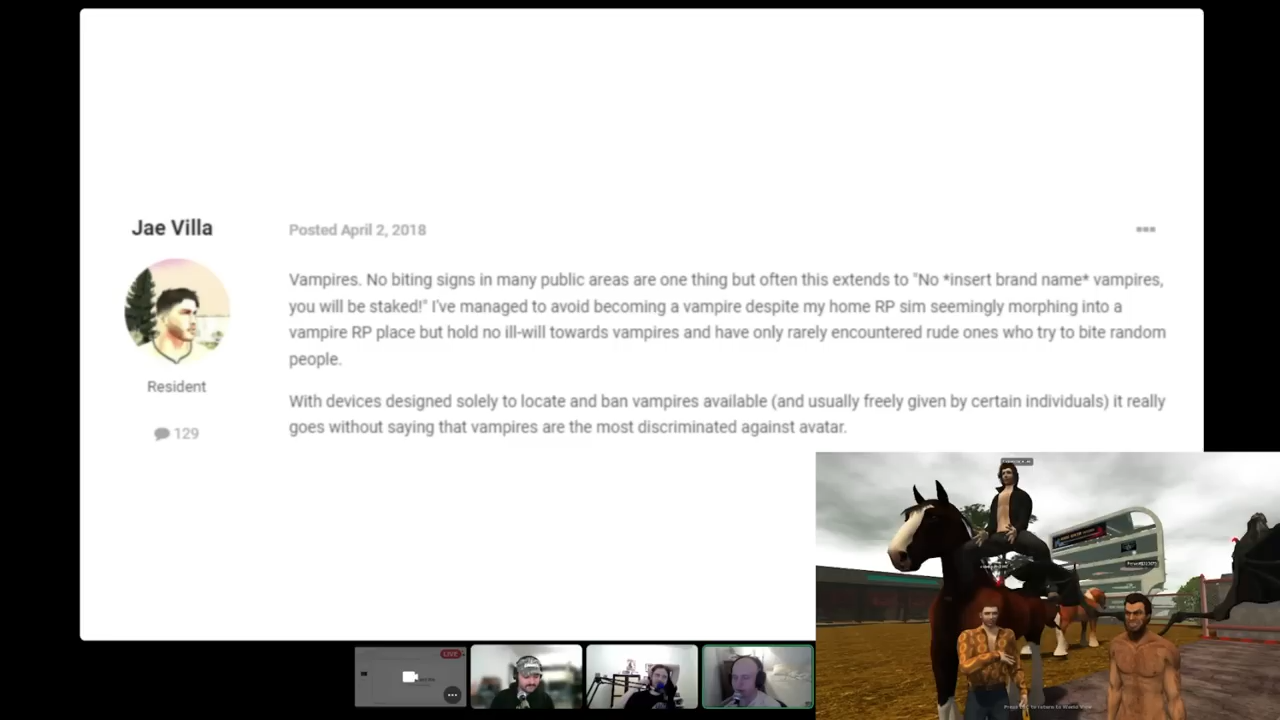 Jae Villa
Posted April 2, 2018
Vampires. No biting signs in many public areas are one thing but often this extends to "No *insert brand name* vampires,
you will be staked!" I've managed to avoid becoming a vampire despite my home RP sim seemingly morphing into a
vampire RP place but hold no ill-will towards vampires and have only rarely encountered rude ones who try to bite random
people.
With devices designed solely to locate and ban vampires available (and usually freely given by certain individuals) it really
goes without saying that vampires are the most discriminated against avatar.
Resident
129
LIVE